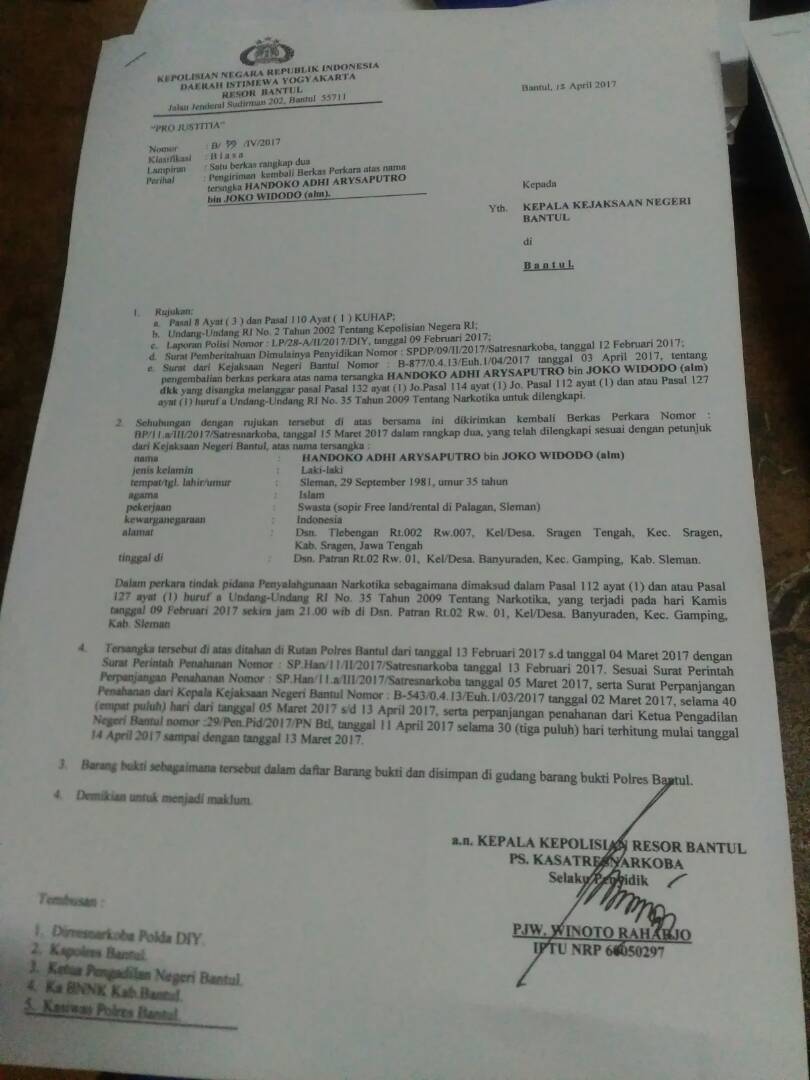 KEPOLISIAN NEGARA REPUBLIK INDONESIA
DAERAH ISTIMEWA YOGYAKARTA
RESOR BANTUL
Jalan Jenderal Sudirman 202, Bantul 55711
Bantul, 13 April 2017
"PRO JUSTITIA"
Nomor : B/ /IV/2017
Klasifikasi : B i a s a
Lampiran : Satu berkas rangkap dua
Perihal : Pengiriman kembali Berkas Perkara atas nama
tersngka HANDOKO ADHI ARYSAPUTRO
bin JOKO WIDODO (alm).
Kepada
Yth. KEPALA KEJAKSAAN NEGERI
BANTUL
di
B a n t u l.
1. Rujukan:
a. Pasal 8 Ayat ( 3 ) dan Pasal 110 Ayat ( 1 ) KUHAP;
b. Undang-Undang RI No. 2 Tahun 2002 Tentang Kepolisian Negera RI;
c. Laporan Polisi Nomor : LP/28-A/II/2017/DIY, tanggal 09 Februari 2017;
d. Surat Pemberitahuan Dimulainya Penyidikan Nomor : SPDP/09/II/2017/Satresnarkoba, tanggal 12 Februari 2017;
e. Surat dari Kejaksaan Negeri Bantul Nomor : B-877/0.4.13/Euh.1/04/2017 tanggal 03 April 2017, tentang
pengembalian berkas perkara atas nama tersangka HANDOKO ADHI ARYSAPUTRO bin JOKO WIDODO (alm)
dkk yang disangka melanggar pasal Pasal 132 ayat (1) Jo.Pasal 114 ayat (1) Jo. Pasal 112 ayat (1) dan atau Pasal 127
ayat (1) huruf a Undang-Undang RI No. 35 Tahun 2009 Tentang Narkotika untuk dilengkapi.
2. Sehubungan dengan rujukan tersebut di atas bersama ini dikirimkan kembali Berkas Perkara Nomor :
BP/11.a/III/2017/Satresnarkoba, tanggal 15 Maret 2017 dalam rangkap dua, yang telah dilengkapi sesuai dengan petunjuk
dari Kejaksaan Negeri Bantul, atas nama tersangka :
nama : HANDOKO ADHI ARYSAPUTRO bin JOKO WIDODO (alm)
jenis kelamin : Laki-laki
tempat/tgl. lahir/umur : Sleman, 29 September 1981, umur 35 tahun
agama : Islam
pekerjaan : Swasta (sopir Free land/rental di Palagan, Sleman)
kewarganegaraan : Indonesia
alamat : Dsn. Tlebengan Rt.002 Rw.007, Kel/Desa. Sragen Tengah, Kec. Sragen,
Kab. Sragen, Jawa Tengah
tinggal di : Dsn. Patran Rt.02 Rw. 01, Kel/Desa. Banyuraden, Kec. Gamping, Kab. Sleman.
Dalam perkara tindak pidana Penyalahgunaan Narkotika sebagaimana dimaksud dalam Pasal 112 ayat (1) dan atau Pasal
127 ayat (1) huruf a Undang-Undang RI No. 35 Tahun 2009 Tentang Narkotika, yang terjadi pada hari Kamis
tanggal 09 Februari 2017 sekira jam 21.00 wib di Dsn. Patran Rt.02 Rw. 01, Kel/Desa. Banyuraden, Kec. Gamping,
Kab. Sleman
4. Tersangka tersebut di atas ditahan di Rutan Polres Bantul dari tanggal 13 Februari 2017 s.d tanggal 04 Maret 2017 dengan
Surat Perintah Penahanan Nomor : SP.Han/11/II/2017/Satresnarkoba tanggal 13 Februari 2017. Sesuai Surat Perintah
Perpanjangan Penahanan Nomor : SP.Han/11.a/III/2017/Satresnarkoba tanggal 05 Maret 2017, serta Surat Perpanjangan
Penahanan dari Kepala Kejaksaan Negeri Bantul Nomor : B-543/0.4.13/Euh.1/03/2017 tanggal 02 Maret 2017, selama 40
(empat puluh) hari dari tanggal 05 Maret 2017 s/d 13 April 2017, serta perpanjangan penahanan dari Ketua Pengadilan
Negeri Bantul nomor :29/Pen.Pid/2017/PN Btl, tanggal 11 April 2017 selama 30 (tiga puluh) hari terhitung mulai tanggal
14 April 2017 sampai dengan tanggal 13 Maret 2017.
3. Barang bukti sebagaimana tersebut dalam daftar Barang bukti dan disimpan di gudang barang bukti Polres Bantul.
4. Demikian untuk menjadi maklum.
a.n. KEPALA KEPOLISIAN RESOR BANTUL
PS. KASATRESNARKOBA
Selaku Penyidik
PJW. WINOTO RAHARJO
IPTU NRP 68050297
Tembusan :
1. Dirresnarkoba Polda DIY.
2. Kapolres Bantul.
3. Ketua Pengadilan Negeri Bantul.
4. Ka BNNK Kab.Bantul.
5. Kasiwas Polres Bantul.